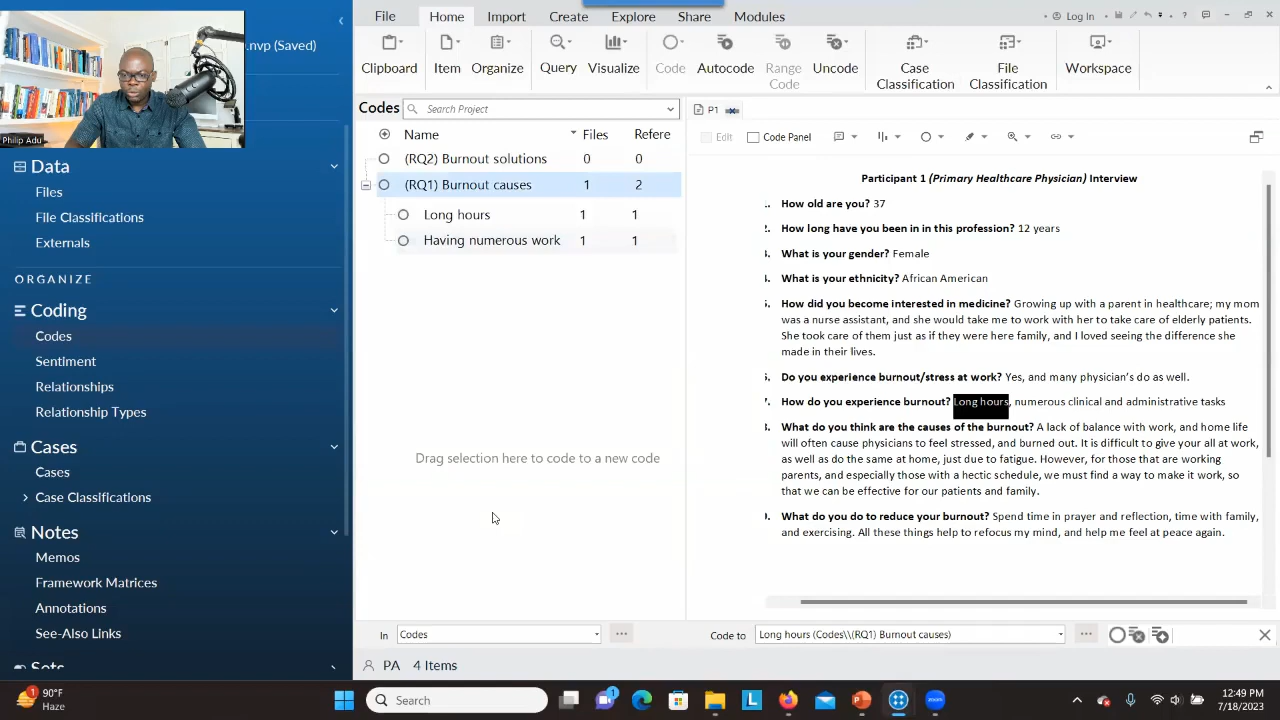 .nvp (Saved)
Philip Adu
Data
Files
File Classifications
Externals
ORGANIZE
Coding
Codes
Sentiment
Relationships
Relationship Types
Cases
Cases
Case Classifications
Notes
Memos
Framework Matrices
Annotations
See-Also Links
Sets
File Home Import Create Explore Share Modules
Log In
Clipboard Item Organize Query Visualize Code Autocode Range Code Uncode Case Classification File Classification Workspace
Codes Search Project
Name Files Refere
(RQ2) Burnout solutions 0 0
(RQ1) Burnout causes 1 2
Long hours 1 1
Having numerous work 1 1
Drag selection here to code to a new code
P1
Edit Code Panel
Participant 1 (Primary Healthcare Physician) Interview
How old are you? 37
How long have you been in in this profession? 12 years
What is your gender? Female
What is your ethnicity? African American
How did you become interested in medicine? Growing up with a parent in healthcare; my mom
was a nurse assistant, and she would take me to work with her to take care of elderly patients.
She took care of them just as if they were here family, and I loved seeing the difference she
made in their lives.
Do you experience burnout/stress at work? Yes, and many physician's do as well.
How do you experience burnout? Long hours, numerous clinical and administrative tasks
What do you think are the causes of the burnout? A lack of balance with work, and home life
will often cause physicians to feel stressed, and burned out. It is difficult to give your all at work,
as well as do the same at home, just due to fatigue. However, for those that are working
parents, and especially those with a hectic schedule, we must find a way to make it work, so
that we can be effective for our patients and family.
What do you do to reduce your burnout? Spend time in prayer and reflection, time with family,
and exercising. All these things help to refocus my mind, and help me feel at peace again.
In Codes
Code to Long hours (Codes\\(RQ1) Burnout causes)
PA 4 Items
1
90°F
Haze
Search
1
L
P
zoom
12:49 PM
7/18/2023